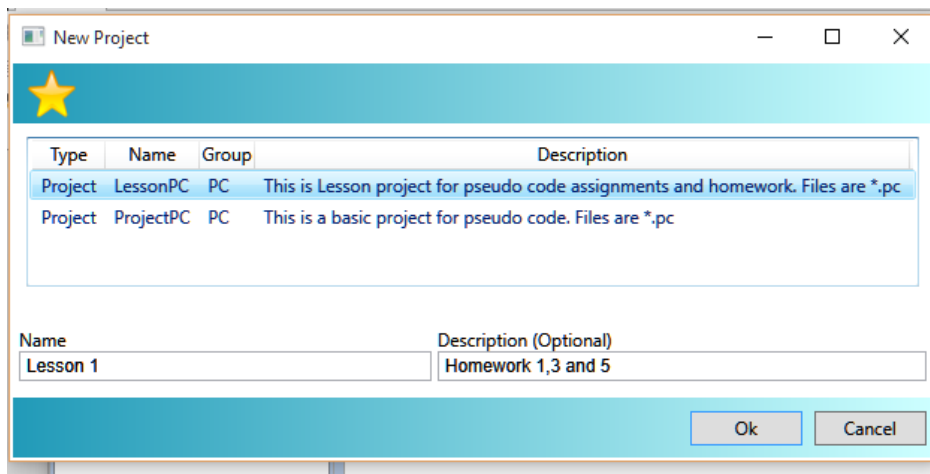 New Project
Type Name Group Description
Project LessonPC PC This is Lesson project for pseudo code assignments and homework. Files are *.pc
Project ProjectPC PC This is a basic project for pseudo code. Files are *.pc
Name Description (Optional)
Lesson 1 Homework 1,3 and 5
Ok Cancel